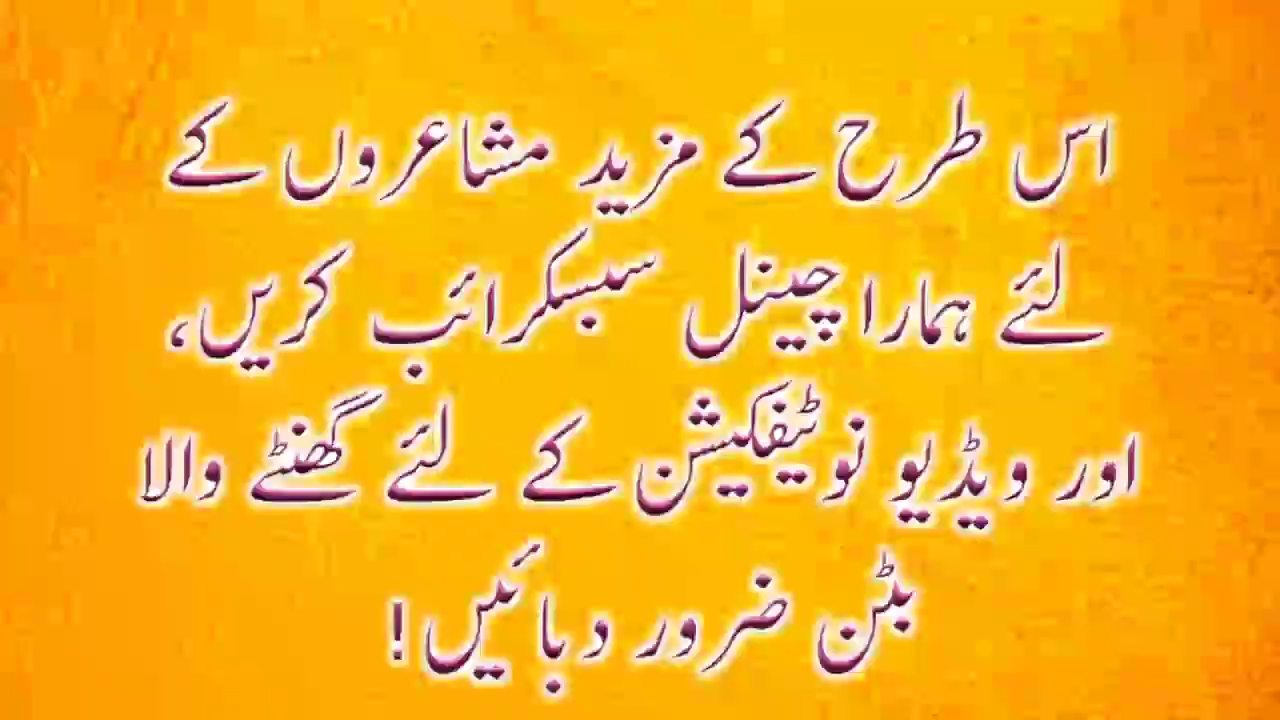 اس طرح کے مزید مشاعروں کے
لئے ہمارا چینل سبسکرائب کریں،
اور ویڈیو نوٹیفکیشن کے لئے گھنٹے والا
بٹن ضرور دبائیں!